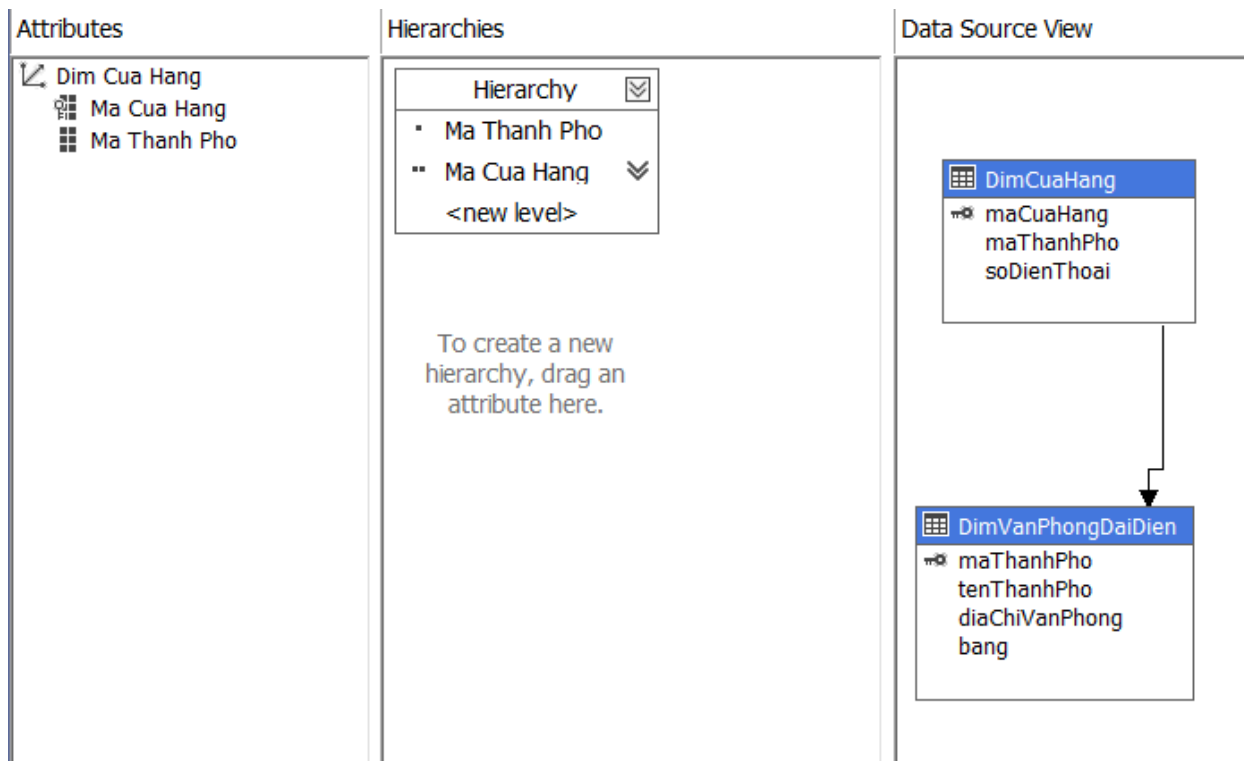 Attributes
Dim Cua Hang
Ma Cua Hang
Ma Thanh Pho
Hierarchies
Hierarchy
Ma Thanh Pho
Ma Cua Hang
<new level>
To create a new
hierarchy, drag an
attribute here.
Data Source View
DimCuaHang
maCuaHang
maThanhPho
soDienThoai
DimVanPhongDaiDien
maThanhPho
tenThanhPho
diaChiVanPhong
bang